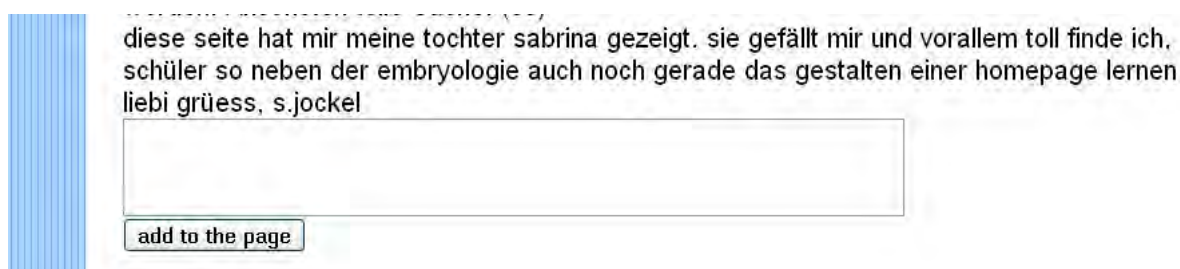 diese seite hat mir meine tochter sabrina gezeigt. sie gefällt mir und vorallem toll finde ich,
schüler so neben der embryologie auch noch gerade das gestalten einer homepage lernen
liebi grüess, s.jockel
add to the page